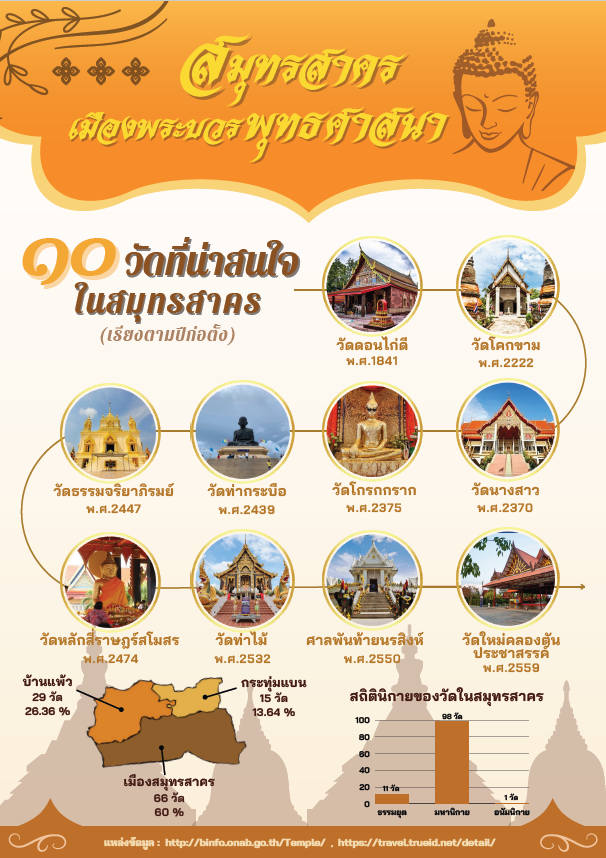 สมุทรสาคร
เมืองพระบวรพุทธศาสนา
๑๐ วัดที่น่าสนใจ
ในสมุทรสาคร
(เรียงตามปีก่อตั้ง)
วัดดอนไก่ดี
พ.ศ.1841
วัดโคกขาม
พ.ศ.2222
วัดนางสาว
พ.ศ.2370
วัดโกรกกราก
พ.ศ.2375
วัดท่ากระบือ
พ.ศ.2439
วัดธรรมจริยาภิรมย์
พ.ศ.2447
วัดหลักสี่ราษฎร์สโมสร
พ.ศ.2474
วัดท่าไม้
พ.ศ.2532
ศาลพันท้ายนรสิงห์
พ.ศ.2550
วัดใหม่คลองตัน
ประชาสรรค์
พ.ศ.2559
บ้านแพ้ว
29 วัด
26.36 %
กระทุ่มแบน
15 วัด
13.64 %
เมืองสมุทรสาคร
66 วัด
60 %
สถิตินิกายของวัดในสมุทรสาคร
100
80
60
40
20
0
11 วัด
98 วัด
1 วัด
ธรรมยุต
มหานิกาย
อนัมนิกาย
แหล่งข้อมูล : http://binfo.onab.go.th/Temple/ , https://travel.trueid.net/detail/